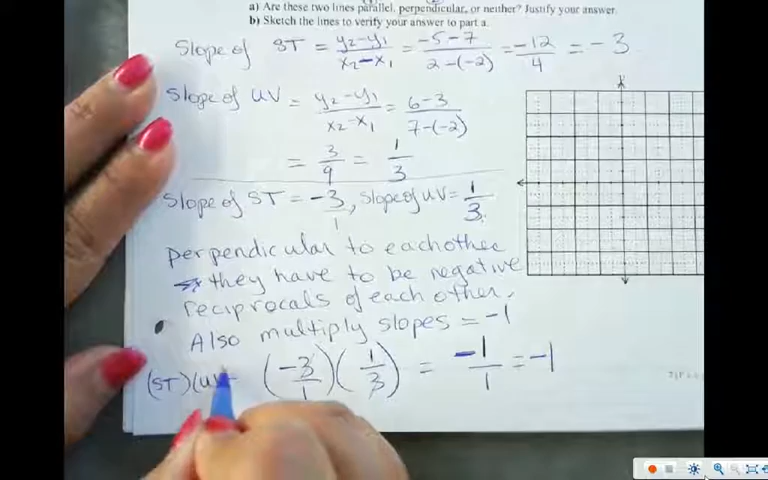 a) Are these two lines parallel, perpendicular, or neither? Justify your answer.
b) Sketch the lines to verify your answer to part a.
Slope of ST = y₂-y₁/x₂-x₁ = -5-7/2-(-2) = -12/4 = -3
Slope of UV = y₂-y₁/x₂-x₁ = 6-3/7-(-2)
= 3/9 = 1/3
Slope of ST = -3/1, Slope of UV = 1/3
perpendicular to eachother
they have to be negative
reciprocals of each other.
Also multiply slopes = -1
(ST)(UV = (-3/1)(1/3) = -1/1 = -1